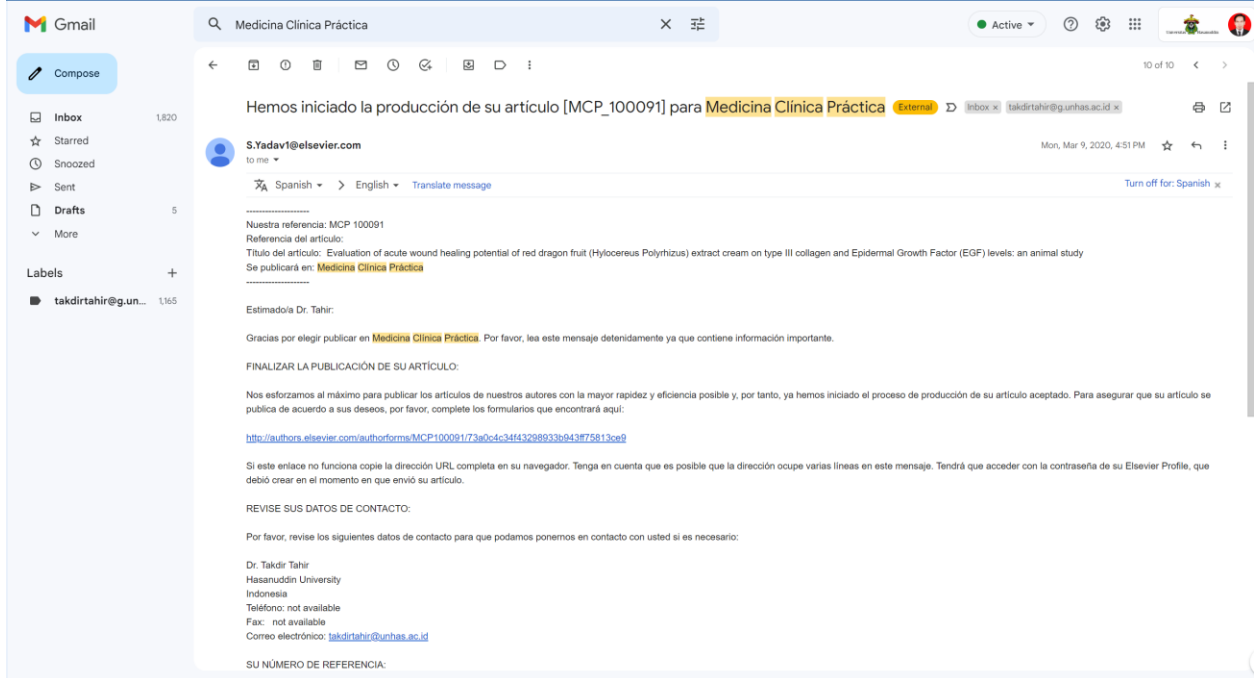 Gmail
Medicina Clínica Práctica
Active
Compose
10 of 10
Inbox 1,820
Starred
Snoozed
Sent
Drafts 5
More
Labels
takdirtahir@g.un... 1,165
Hemos iniciado la producción de su artículo [MCP_100091] para Medicina Clínica Práctica External Inbox x takdirtahir@g.unhas.ac.id x
S.Yadav1@elsevier.com Mon, Mar 9, 2020, 4:51 PM
to me
Spanish > English Translate message Turn off for: Spanish x
--------------------
Nuestra referencia: MCP 100091
Referencia del artículo:
Título del artículo: Evaluation of acute wound healing potential of red dragon fruit (Hylocereus Polyrhizus) extract cream on type III collagen and Epidermal Growth Factor (EGF) levels: an animal study
Se publicará en: Medicina Clínica Práctica
--------------------
Estimado/a Dr. Tahir:
Gracias por elegir publicar en Medicina Clínica Práctica. Por favor, lea este mensaje detenidamente ya que contiene información importante.
FINALIZAR LA PUBLICACIÓN DE SU ARTÍCULO:
Nos esforzamos al máximo para publicar los artículos de nuestros autores con la mayor rapidez y eficiencia posible y, por tanto, ya hemos iniciado el proceso de producción de su artículo aceptado. Para asegurar que su artículo se
publica de acuerdo a sus deseos, por favor, complete los formularios que encontrará aquí:
http://authors.elsevier.com/authorforms/MCP100091/73a0c4c34f43298933b943ff75813ce9
Si este enlace no funciona copie la dirección URL completa en su navegador. Tenga en cuenta que es posible que la dirección ocupe varias líneas en este mensaje. Tendrá que acceder con la contraseña de su Elsevier Profile, que
debió crear en el momento en que envió su artículo.
REVISE SUS DATOS DE CONTACTO:
Por favor, revise los siguientes datos de contacto para que podamos ponernos en contacto con usted si es necesario:
Dr. Takdir Tahir
Hasanuddin University
Indonesia
Teléfono: not available
Fax: not available
Correo electrónico: takdirtahir@unhas.ac.id
SU NÚMERO DE REFERENCIA: